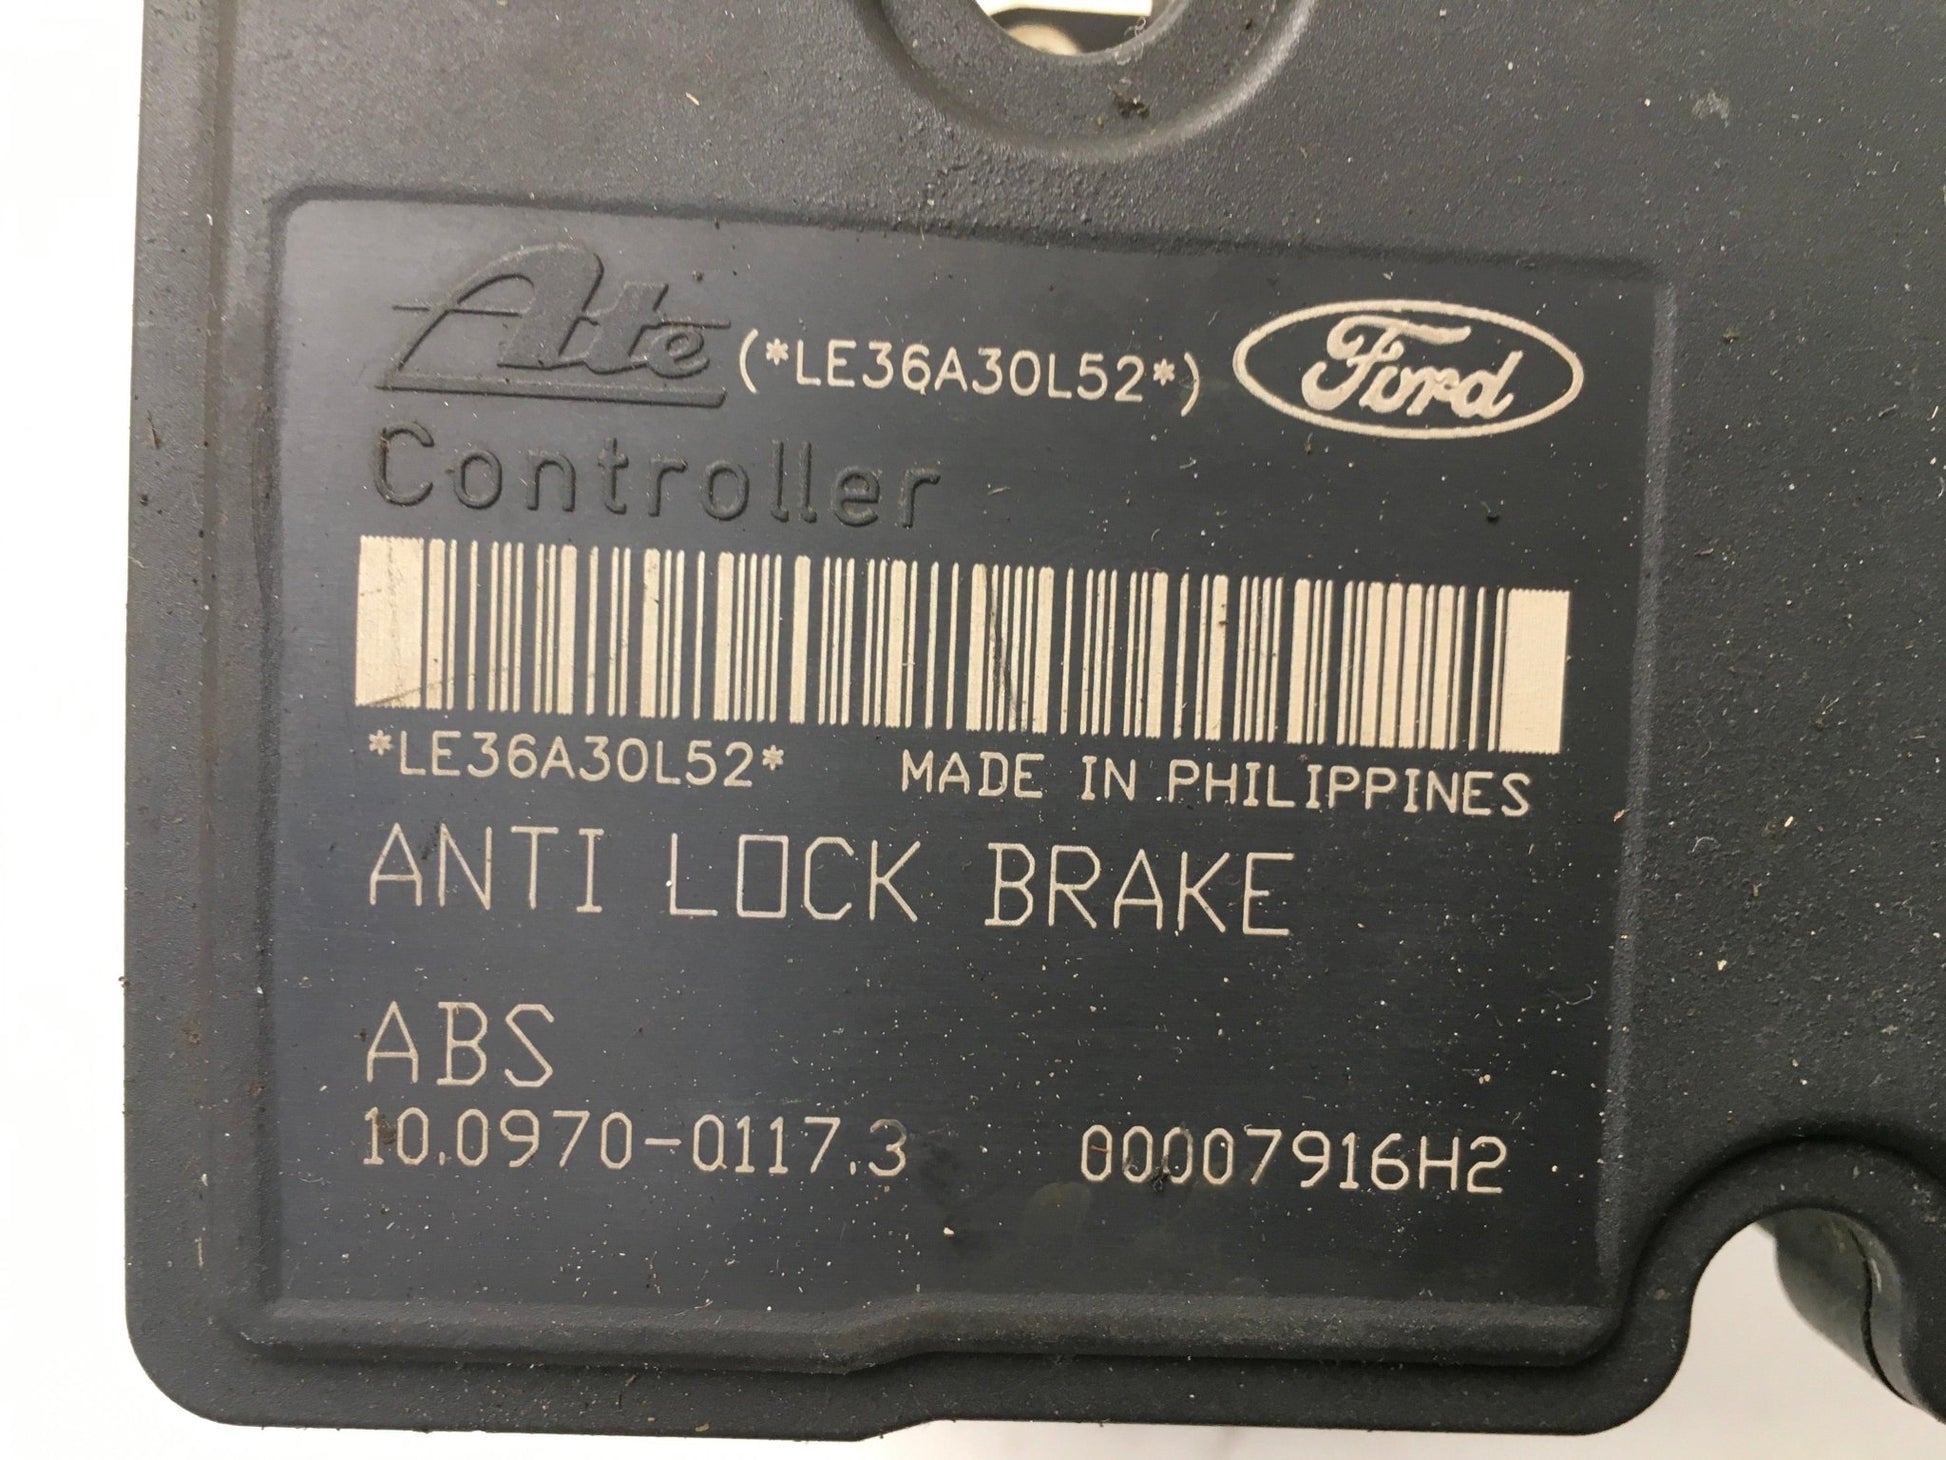 Ate (*LE36A30L52*) Ford
Controller
*LE36A30L52* MADE IN PHILIPPINES
ANTI LOCK BRAKE
ABS
10.0970-0117.3 00007916H2